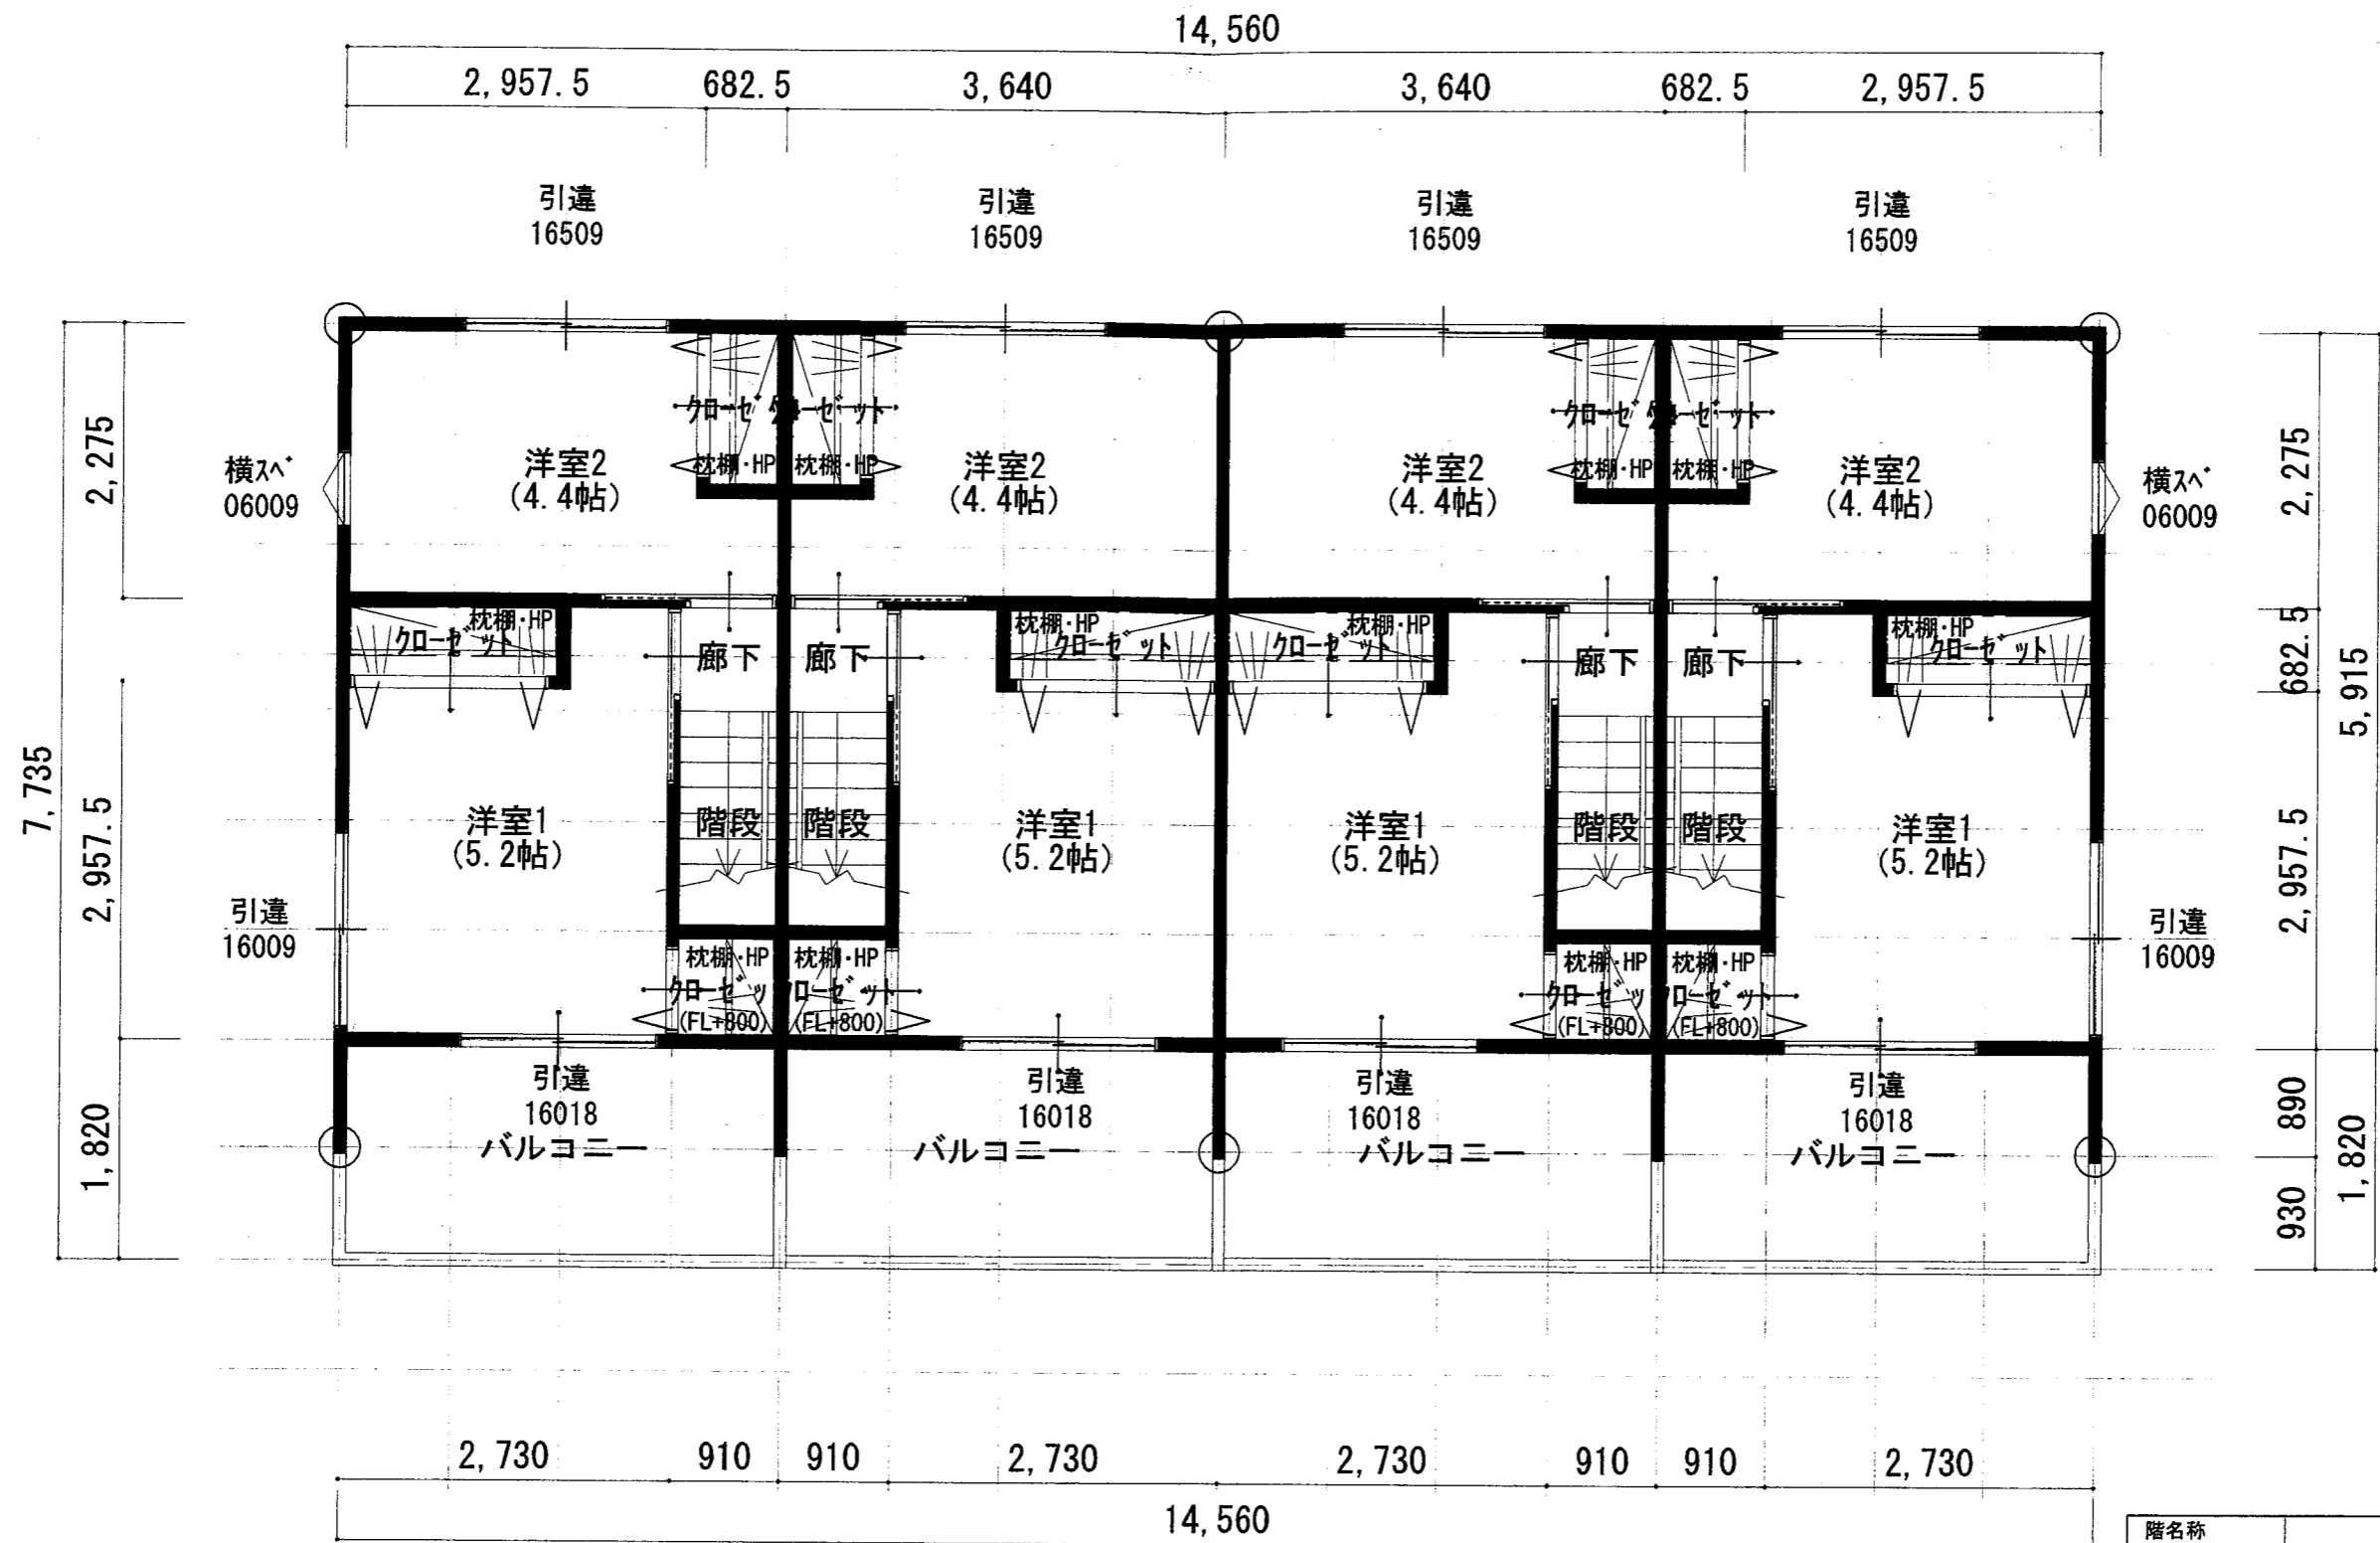 14,560
2,957.5 682.5 3,640 3,640 682.5 2,957.5
引違 引違 引違 引違
16509 16509 16509 16509
クローゼット クローゼット クローゼット クローゼット
枕棚・HP 枕棚・HP 枕棚・HP 枕棚・HP
2,275 横スベ 洋室2 洋室2 洋室2 洋室2 横スベ 2,275
06009 (4.4帖) (4.4帖) (4.4帖) (4.4帖) 06009
枕棚・HP 枕棚・HP 枕棚・HP 枕棚・HP
クローゼット クローゼット クローゼット クローゼット
廊下 廊下 廊下 廊下 682.5 5,915
7,735 2,957.5 洋室1 階段 階段 洋室1 洋室1 階段 階段 洋室1 2,957.5
(5.2帖) (5.2帖) (5.2帖) (5.2帖)
引違 引違
16009 16009
枕棚・HP 枕棚・HP 枕棚・HP 枕棚・HP
クローゼット クローゼット クローゼット クローゼット
(FL+800) (FL+800) (FL+800) (FL+800)
引違 引違 引違 引違
16018 16018 16018 16018
1,820 バルコニー バルコニー バルコニー バルコニー 890 1,820
930
2,730 910 910 2,730 2,730 910 910 2,730
14,560
階名称